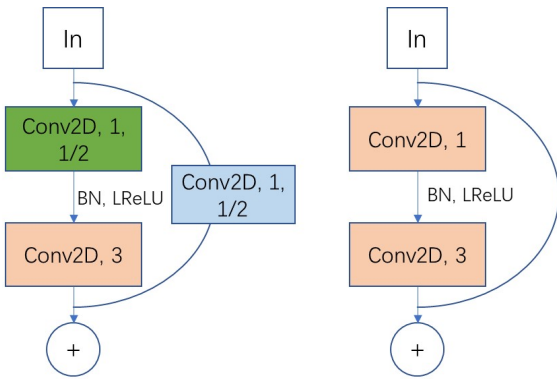 In
Conv2D, 1,
1/2
BN, LReLU
Conv2D, 1,
1/2
Conv2D, 3
+
In
Conv2D, 1
BN, LReLU
Conv2D, 3
+